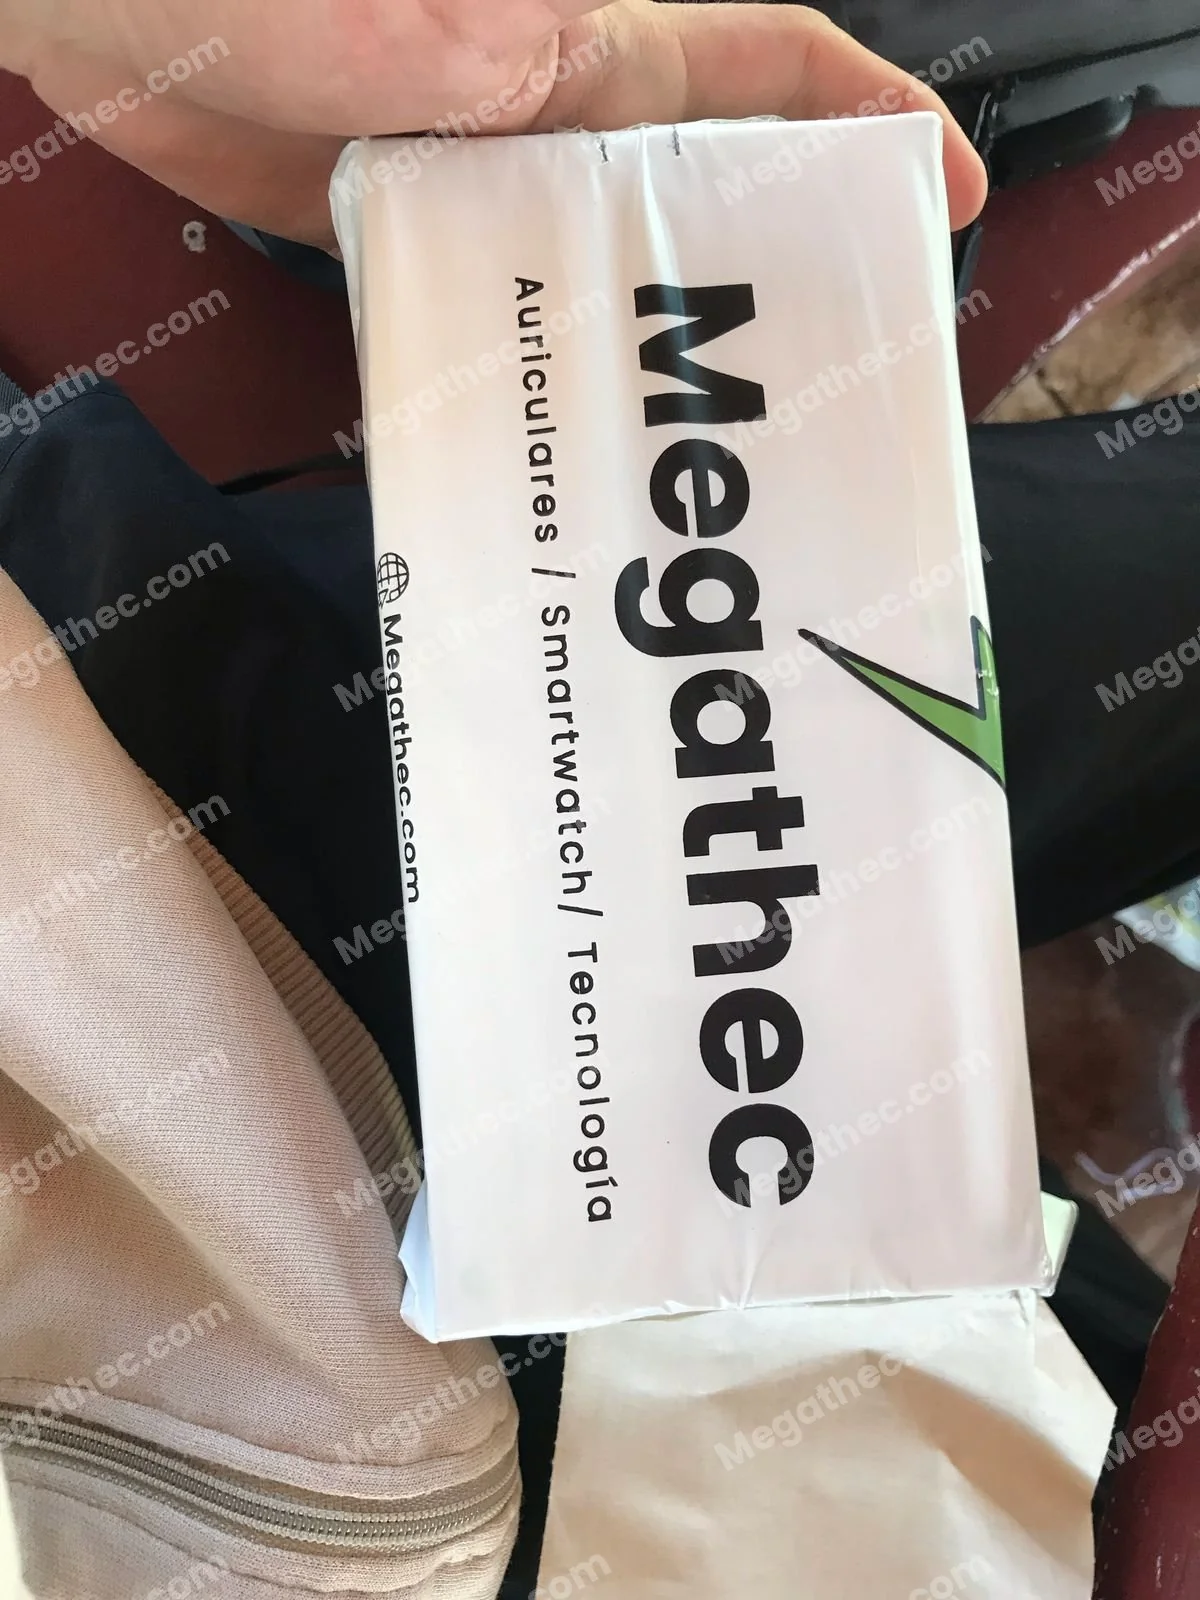 Megathec
Auriculares / Smartwatch/ Tecnología
Megathec.com